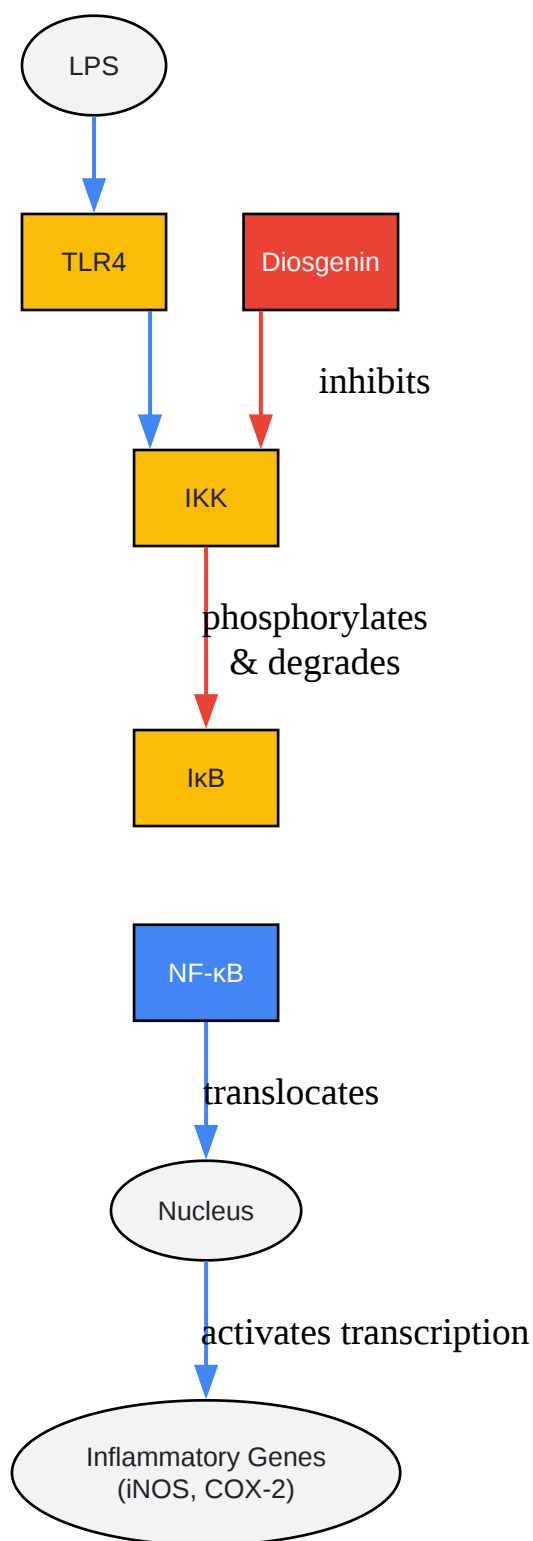 LPS
TLR4
Diosgenin
inhibits
IKK
phosphorylates
& degrades
IκB
NF-κB
translocates
Nucleus
activates transcription
Inflammatory Genes
(iNOS, COX-2)